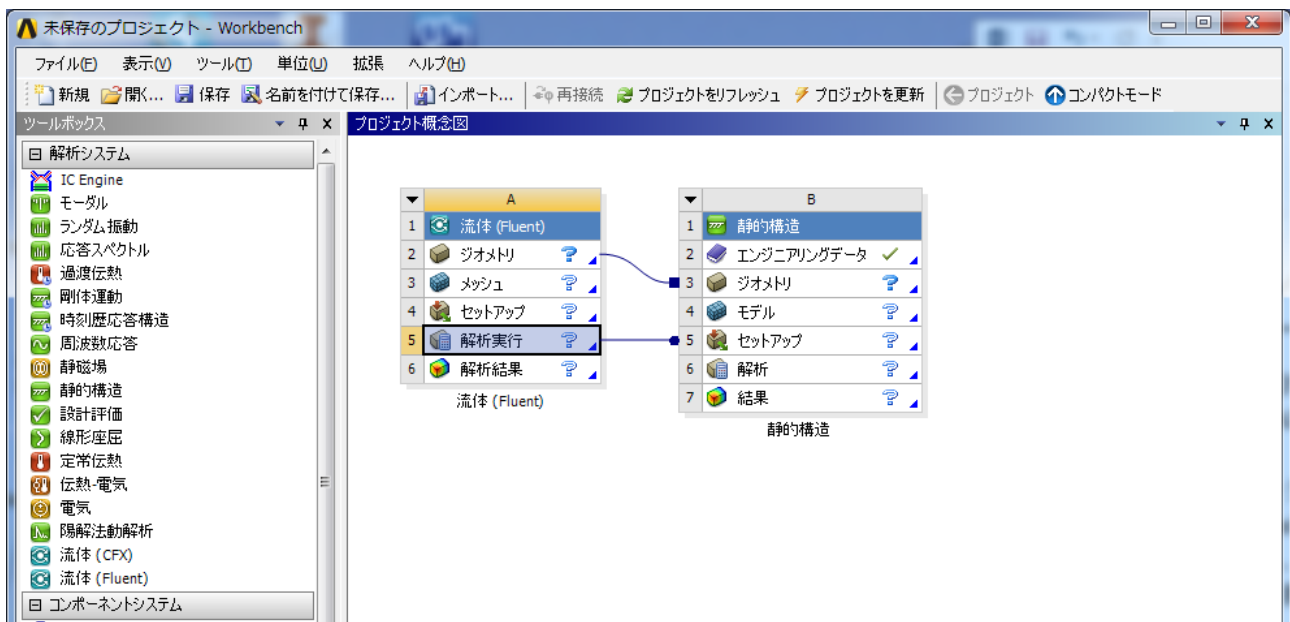 未保存のプロジェクト - Workbench
ファイル(F) 表示(V) ツール(T) 単位(U) 拡張 ヘルプ(H)
新規 開く... 保存 名前を付けて保存... インポート... 再接続 プロジェクトをリフレッシュ プロジェクトを更新 プロジェクト コンパクトモード
ツールボックス
解析システム
IC Engine
モーダル
ランダム振動
応答スペクトル
過渡伝熱
剛体運動
時刻歴応答構造
周波数応答
静磁場
静的構造
設計評価
線形座屈
定常伝熱
伝熱-電気
電気
陽解法動解析
流体 (CFX)
流体 (Fluent)
コンポーネントシステム
プロジェクト概念図
A
1 流体 (Fluent)
2 ジオメトリ ?
3 メッシュ ?
4 セットアップ ?
5 解析実行 ?
6 解析結果 ?
流体 (Fluent)
B
1 静的構造
2 エンジニアリングデータ ✓
3 ジオメトリ ?
4 モデル ?
5 セットアップ ?
6 解析 ?
7 結果 ?
静的構造